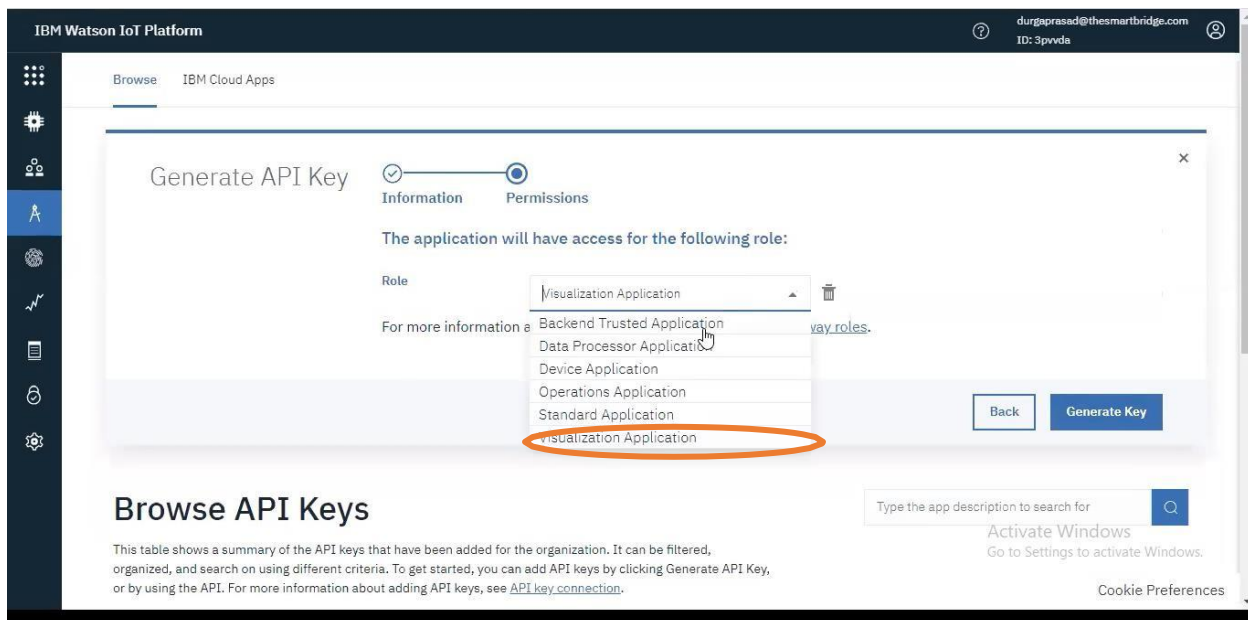 IBM Watson IoT Platform
durgaprasad@thesmartbridge.com
ID: 3pvvda
Browse IBM Cloud Apps
Generate API Key
Information Permissions
The application will have access for the following role:
Role
Visualization Application
For more information a
way roles.
Backend Trusted Application
Data Processor Application
Device Application
Operations Application
Standard Application
Visualization Application
Back Generate Key
Browse API Keys
Type the app description to search for
This table shows a summary of the API keys that have been added for the organization. It can be filtered,
organized, and search on using different criteria. To get started, you can add API keys by clicking Generate API Key,
or by using the API. For more information about adding API keys, see API key connection.
Activate Windows
Go to Settings to activate Windows.
Cookie Preferences